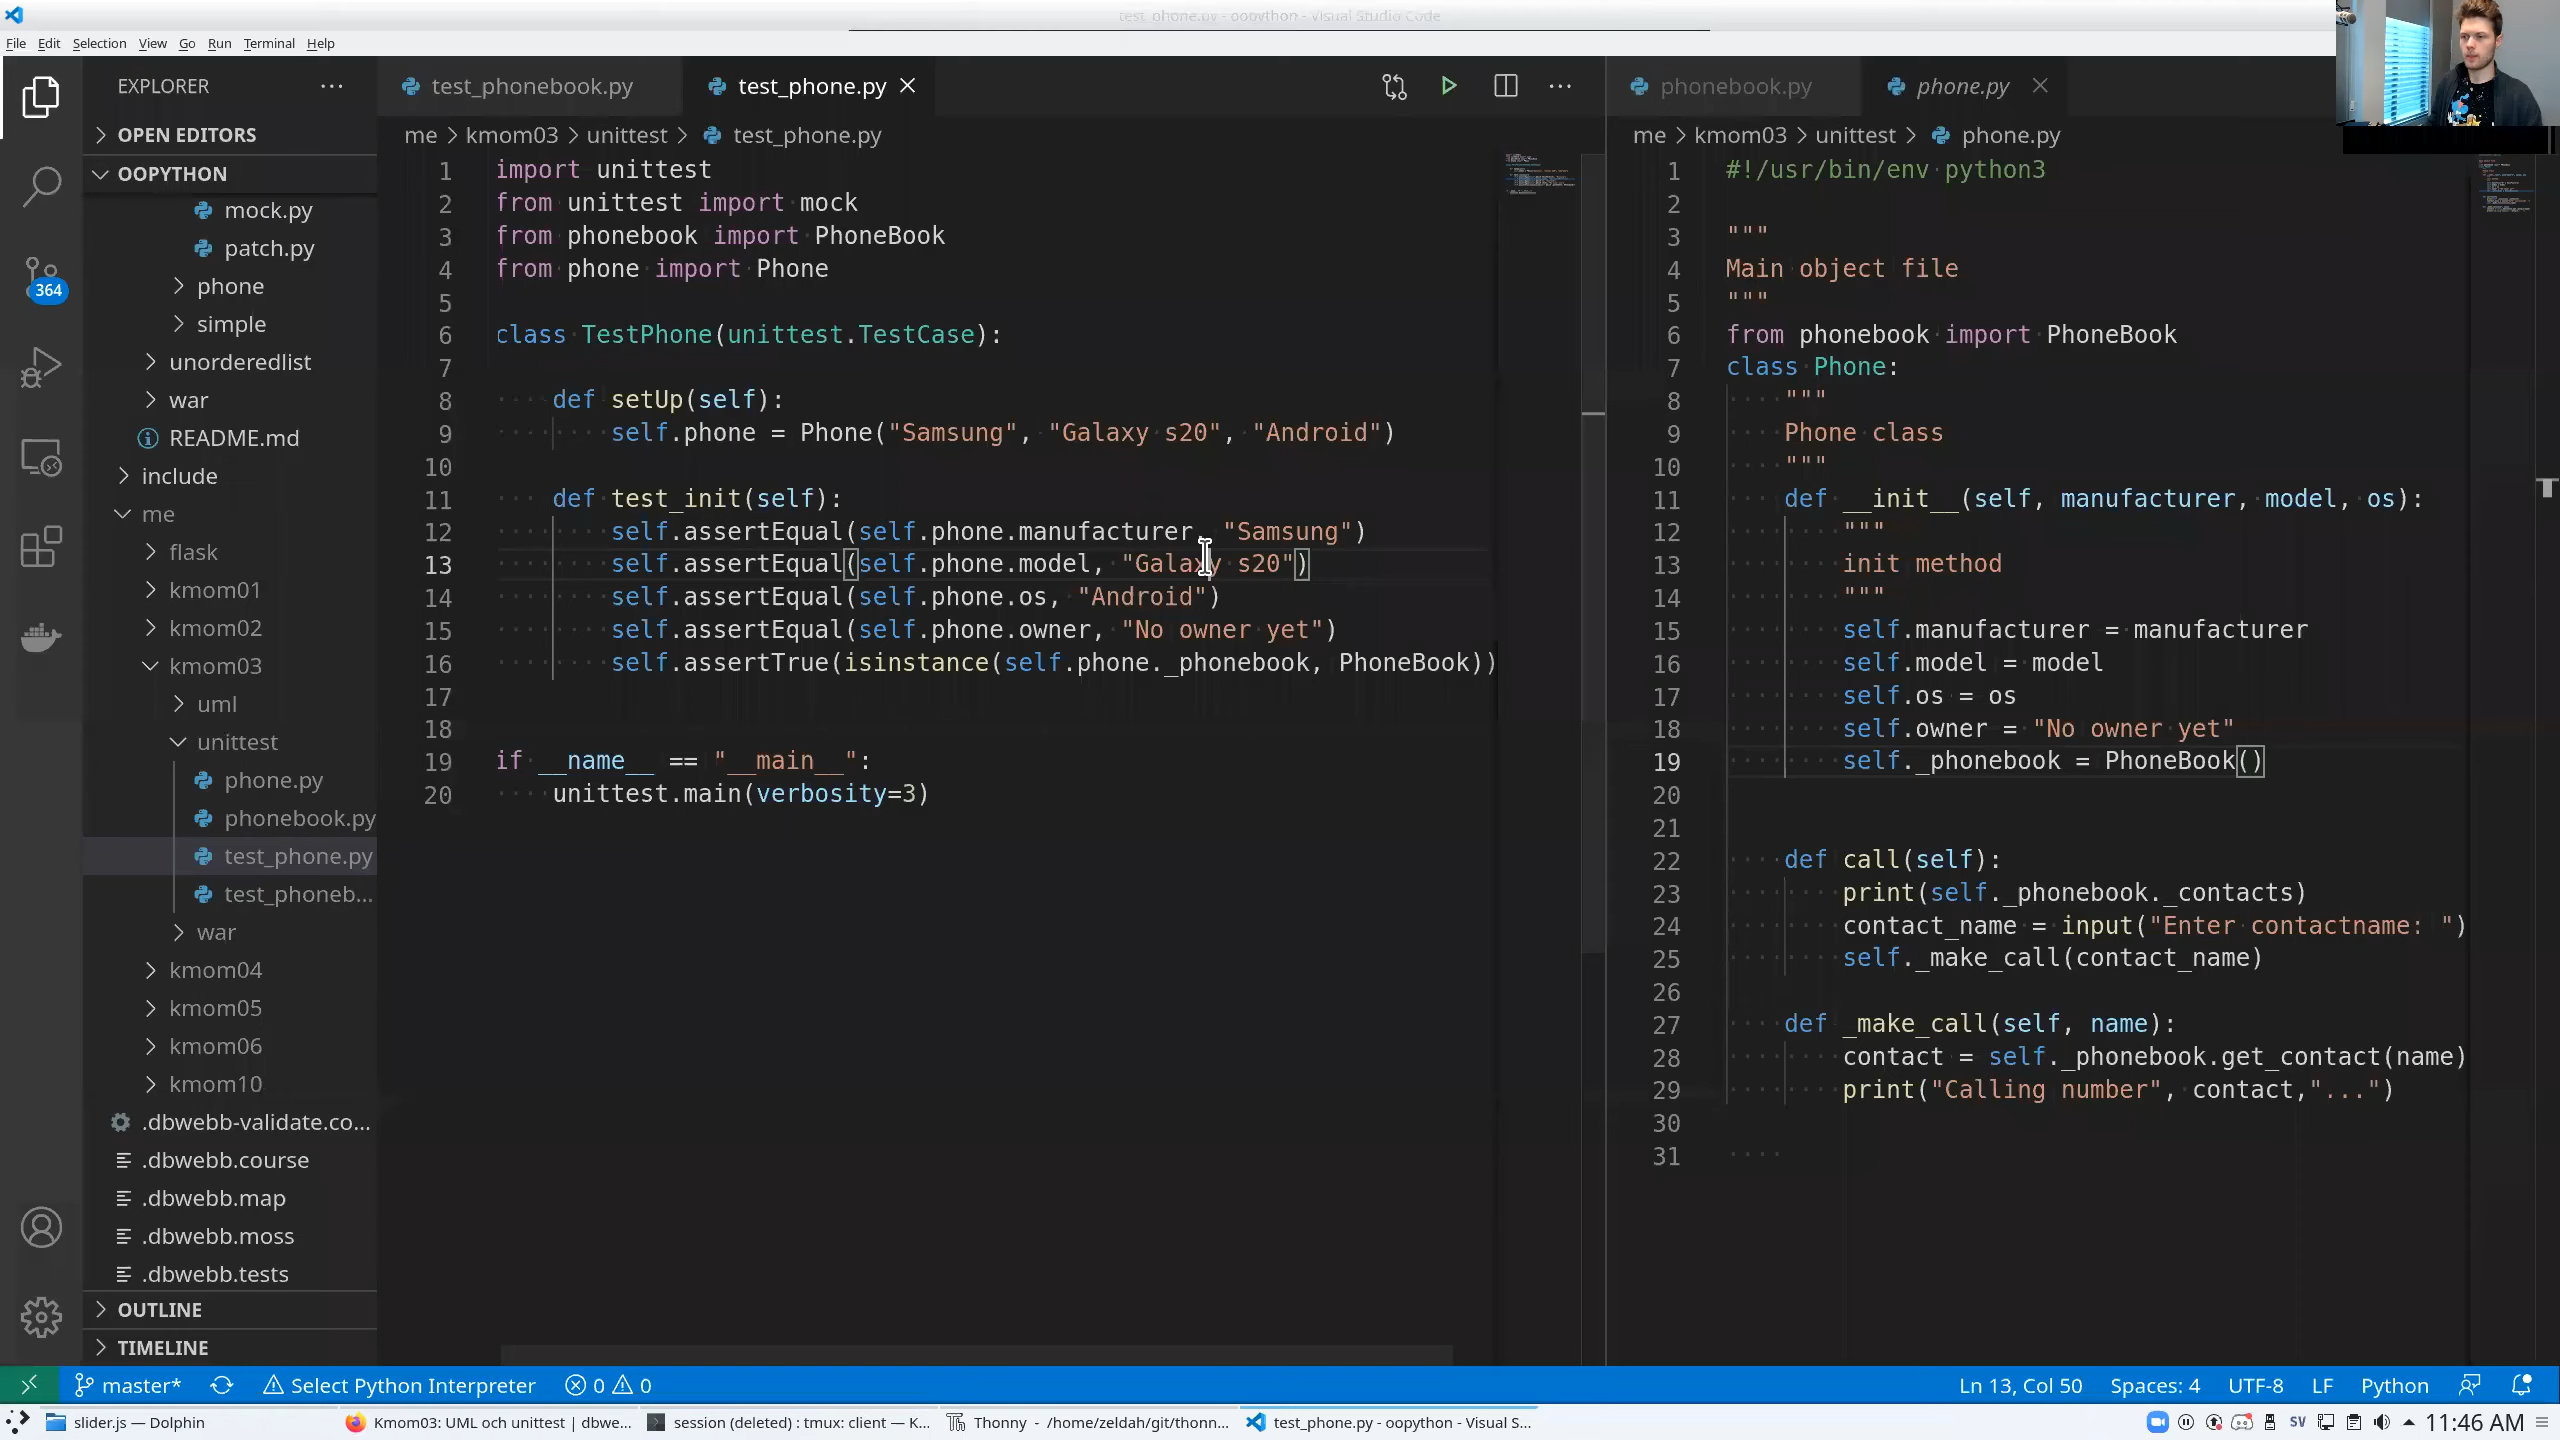 test_phone.py - oopython - Visual Studio Code
File Edit Selection View Go Run Terminal Help
EXPLORER
OPEN EDITORS
OOPYTHON
mock.py
patch.py
phone
simple
unorderedlist
war
README.md
include
me
flask
kmom01
kmom02
kmom03
uml
unittest
phone.py
phonebook.py
test_phone.py
test_phoneb...
war
kmom04
kmom05
kmom06
kmom10
.dbwebb-validate.co...
.dbwebb.course
.dbwebb.map
.dbwebb.moss
.dbwebb.tests
OUTLINE
TIMELINE
364
test_phonebook.py test_phone.py
me > kmom03 > unittest > test_phone.py
1 import unittest
2 from unittest import mock
3 from phonebook import PhoneBook
4 from phone import Phone
5
6 class TestPhone(unittest.TestCase):
7
8 def setUp(self):
9 self.phone = Phone("Samsung", "Galaxy s20", "Android")
10
11 def test_init(self):
12 self.assertEqual(self.phone.manufacturer, "Samsung")
13 self.assertEqual(self.phone.model, "Galaxy s20")
14 self.assertEqual(self.phone.os, "Android")
15 self.assertEqual(self.phone.owner, "No owner yet")
16 self.assertTrue(isinstance(self.phone._phonebook, PhoneBook))
17
18
19 if __name__ == "__main__":
20 unittest.main(verbosity=3)
phonebook.py phone.py
me > kmom03 > unittest > phone.py
1 #!/usr/bin/env python3
2
3 """
4 Main object file
5 """
6 from phonebook import PhoneBook
7 class Phone:
8 """
9 Phone class
10 """
11 def __init__(self, manufacturer, model, os):
12 """
13 init method
14 """
15 self.manufacturer = manufacturer
16 self.model = model
17 self.os = os
18 self.owner = "No owner yet"
19 self._phonebook = PhoneBook()
20
21
22 def call(self):
23 print(self._phonebook._contacts)
24 contact_name = input("Enter contactname: ")
25 self._make_call(contact_name)
26
27 def _make_call(self, name):
28 contact = self._phonebook.get_contact(name)
29 print("Calling number", contact,"...")
30
31
master* Select Python Interpreter 0 0 Ln 13, Col 50 Spaces: 4 UTF-8 LF Python
slider.js — Dolphin Kmom03: UML och unittest | dbwe... session (deleted) : tmux: client — K... Thonny - /home/zeldah/git/thonn... test_phone.py - oopython - Visual S... SV 11:46 AM